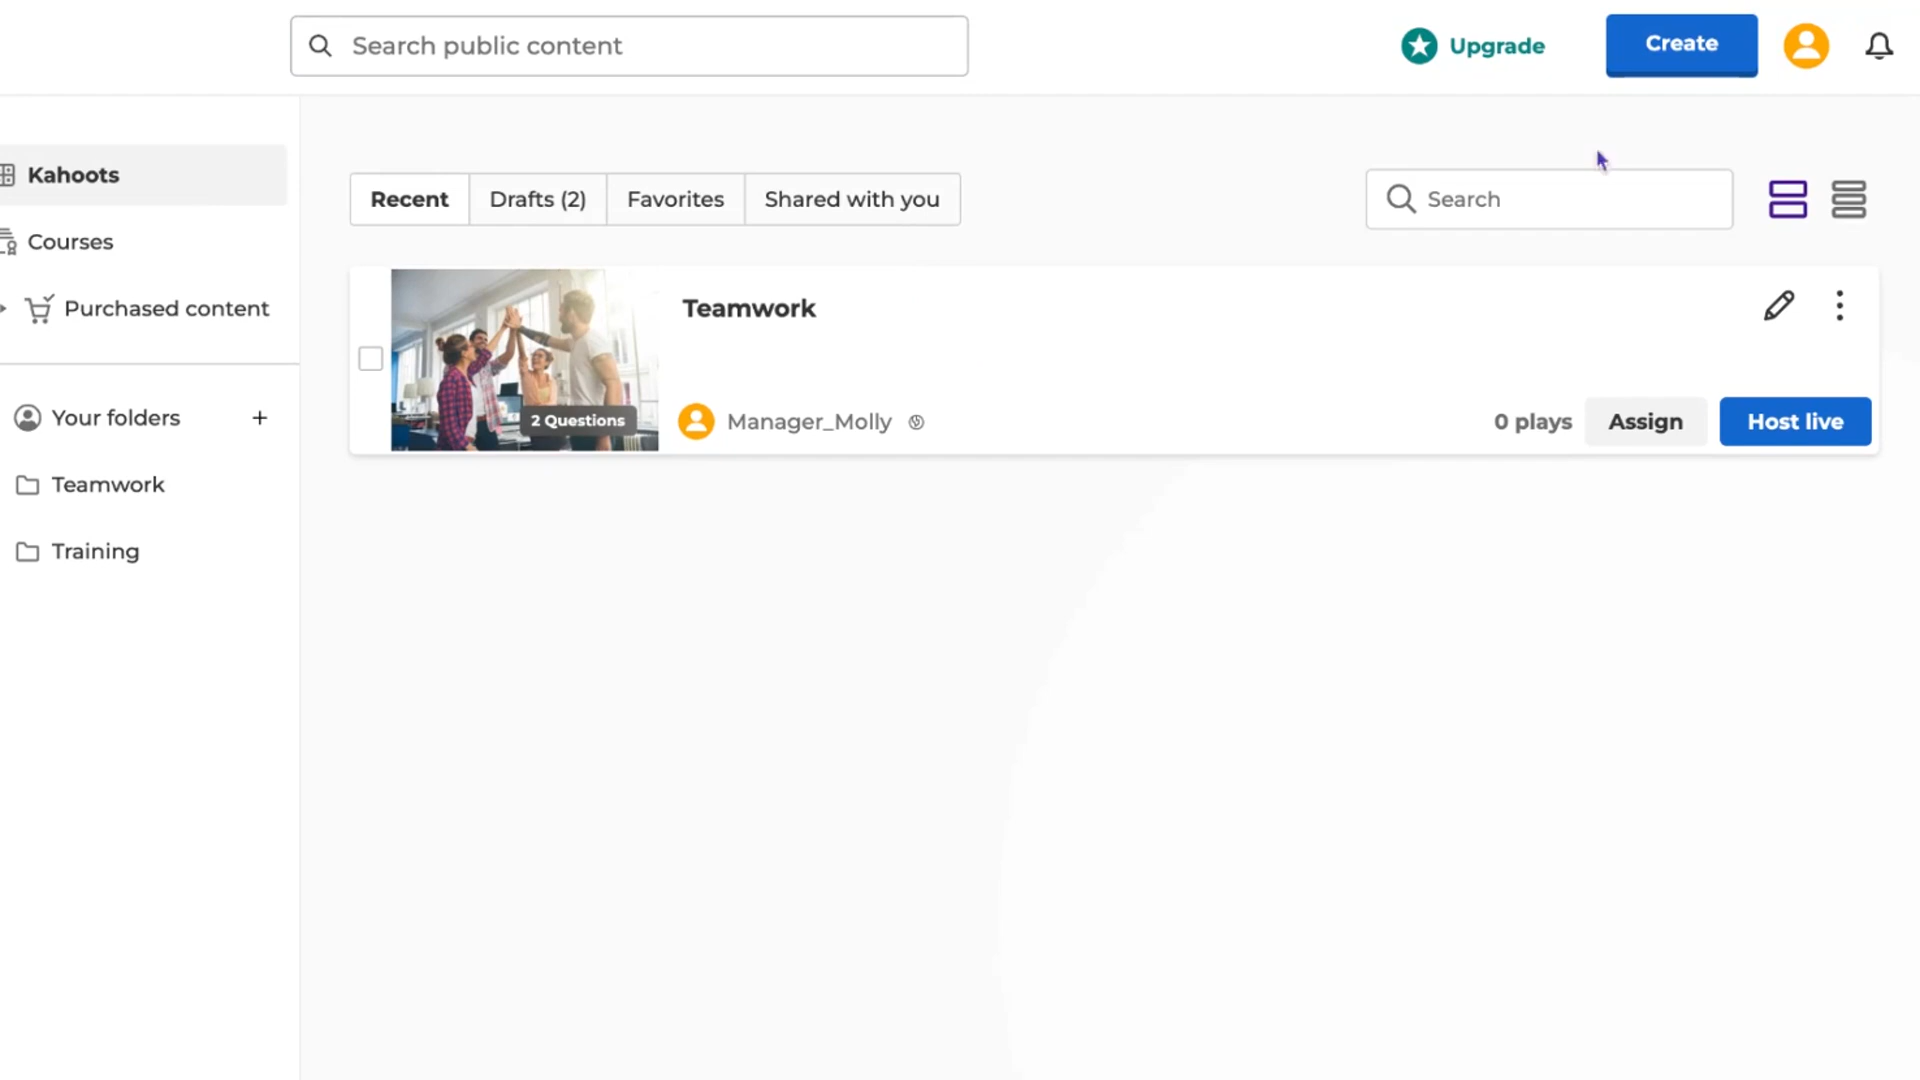 Search public content
Upgrade
Create
Kahoots
Courses
Purchased content
Your folders
+
Teamwork
Training
Recent
Drafts (2)
Favorites
Shared with you
Search
Teamwork
2 Questions
Manager_Molly
0 plays
Assign
Host live